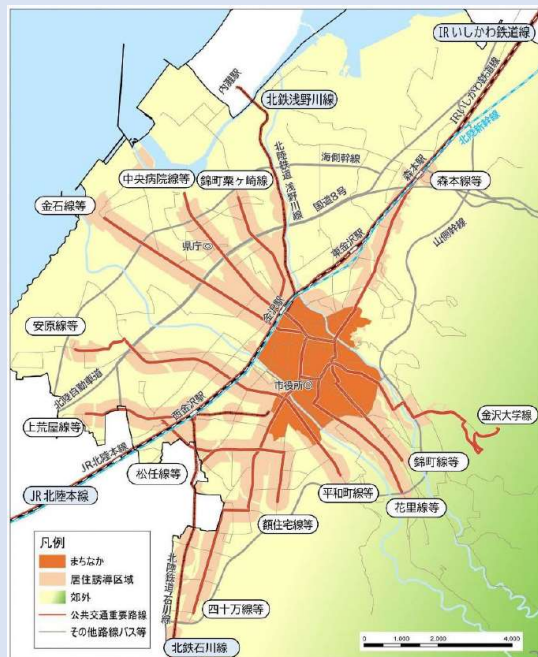 IRいしかわ鉄道線
内灘駅
IRいしかわ鉄道線
北陸新幹線
北鉄浅野川線
北陸鉄道 浅野川線
海側幹線
森本駅
中央病院線等
錦町粟ヶ崎線
森本線等
国道8号
金石線等
山側幹線
県庁◎
東金沢駅
金沢駅
安原線等
北陸自動車道
市役所◎
西金沢駅
上荒屋線等
金沢大学線
JR北陸本線
松任線等
錦町線等
平和町線等
JR北陸本線
額住宅線等
花里線等
凡例
まちなか
居住誘導区域
郊外
公共交通重要路線
その他路線バス等
北陸鉄道石川線
四十万線等
北鉄石川線
0 1,000 2,000 4,000